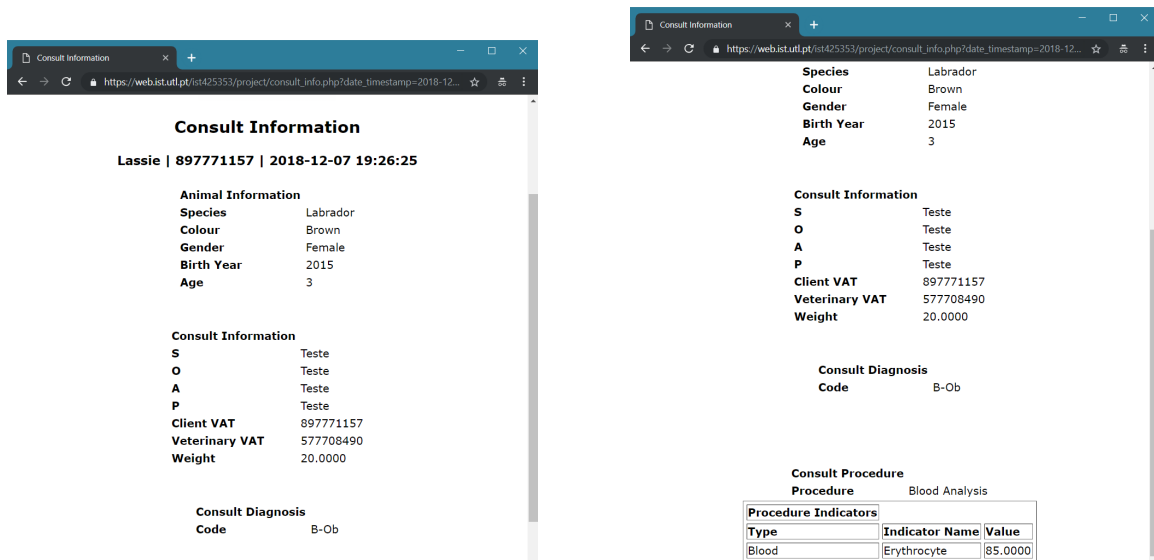 Consult Information
https://web.ist.utl.pt/ist425353/project/consult_info.php?date_timestamp=2018-12...
Consult Information
Lassie | 897771157 | 2018-12-07 19:26:25
Animal Information
Species Labrador
Colour Brown
Gender Female
Birth Year 2015
Age 3
Consult Information
S Teste
O Teste
A Teste
P Teste
Client VAT 897771157
Veterinary VAT 577708490
Weight 20.0000
Consult Diagnosis
Code B-Ob
Consult Information
https://web.ist.utl.pt/ist425353/project/consult_info.php?date_timestamp=2018-12...
Species Labrador
Colour Brown
Gender Female
Birth Year 2015
Age 3
Consult Information
S Teste
O Teste
A Teste
P Teste
Client VAT 897771157
Veterinary VAT 577708490
Weight 20.0000
Consult Diagnosis
Code B-Ob
Consult Procedure
Procedure Blood Analysis
Procedure Indicators
Type Indicator Name Value
Blood Erythrocyte 85.0000